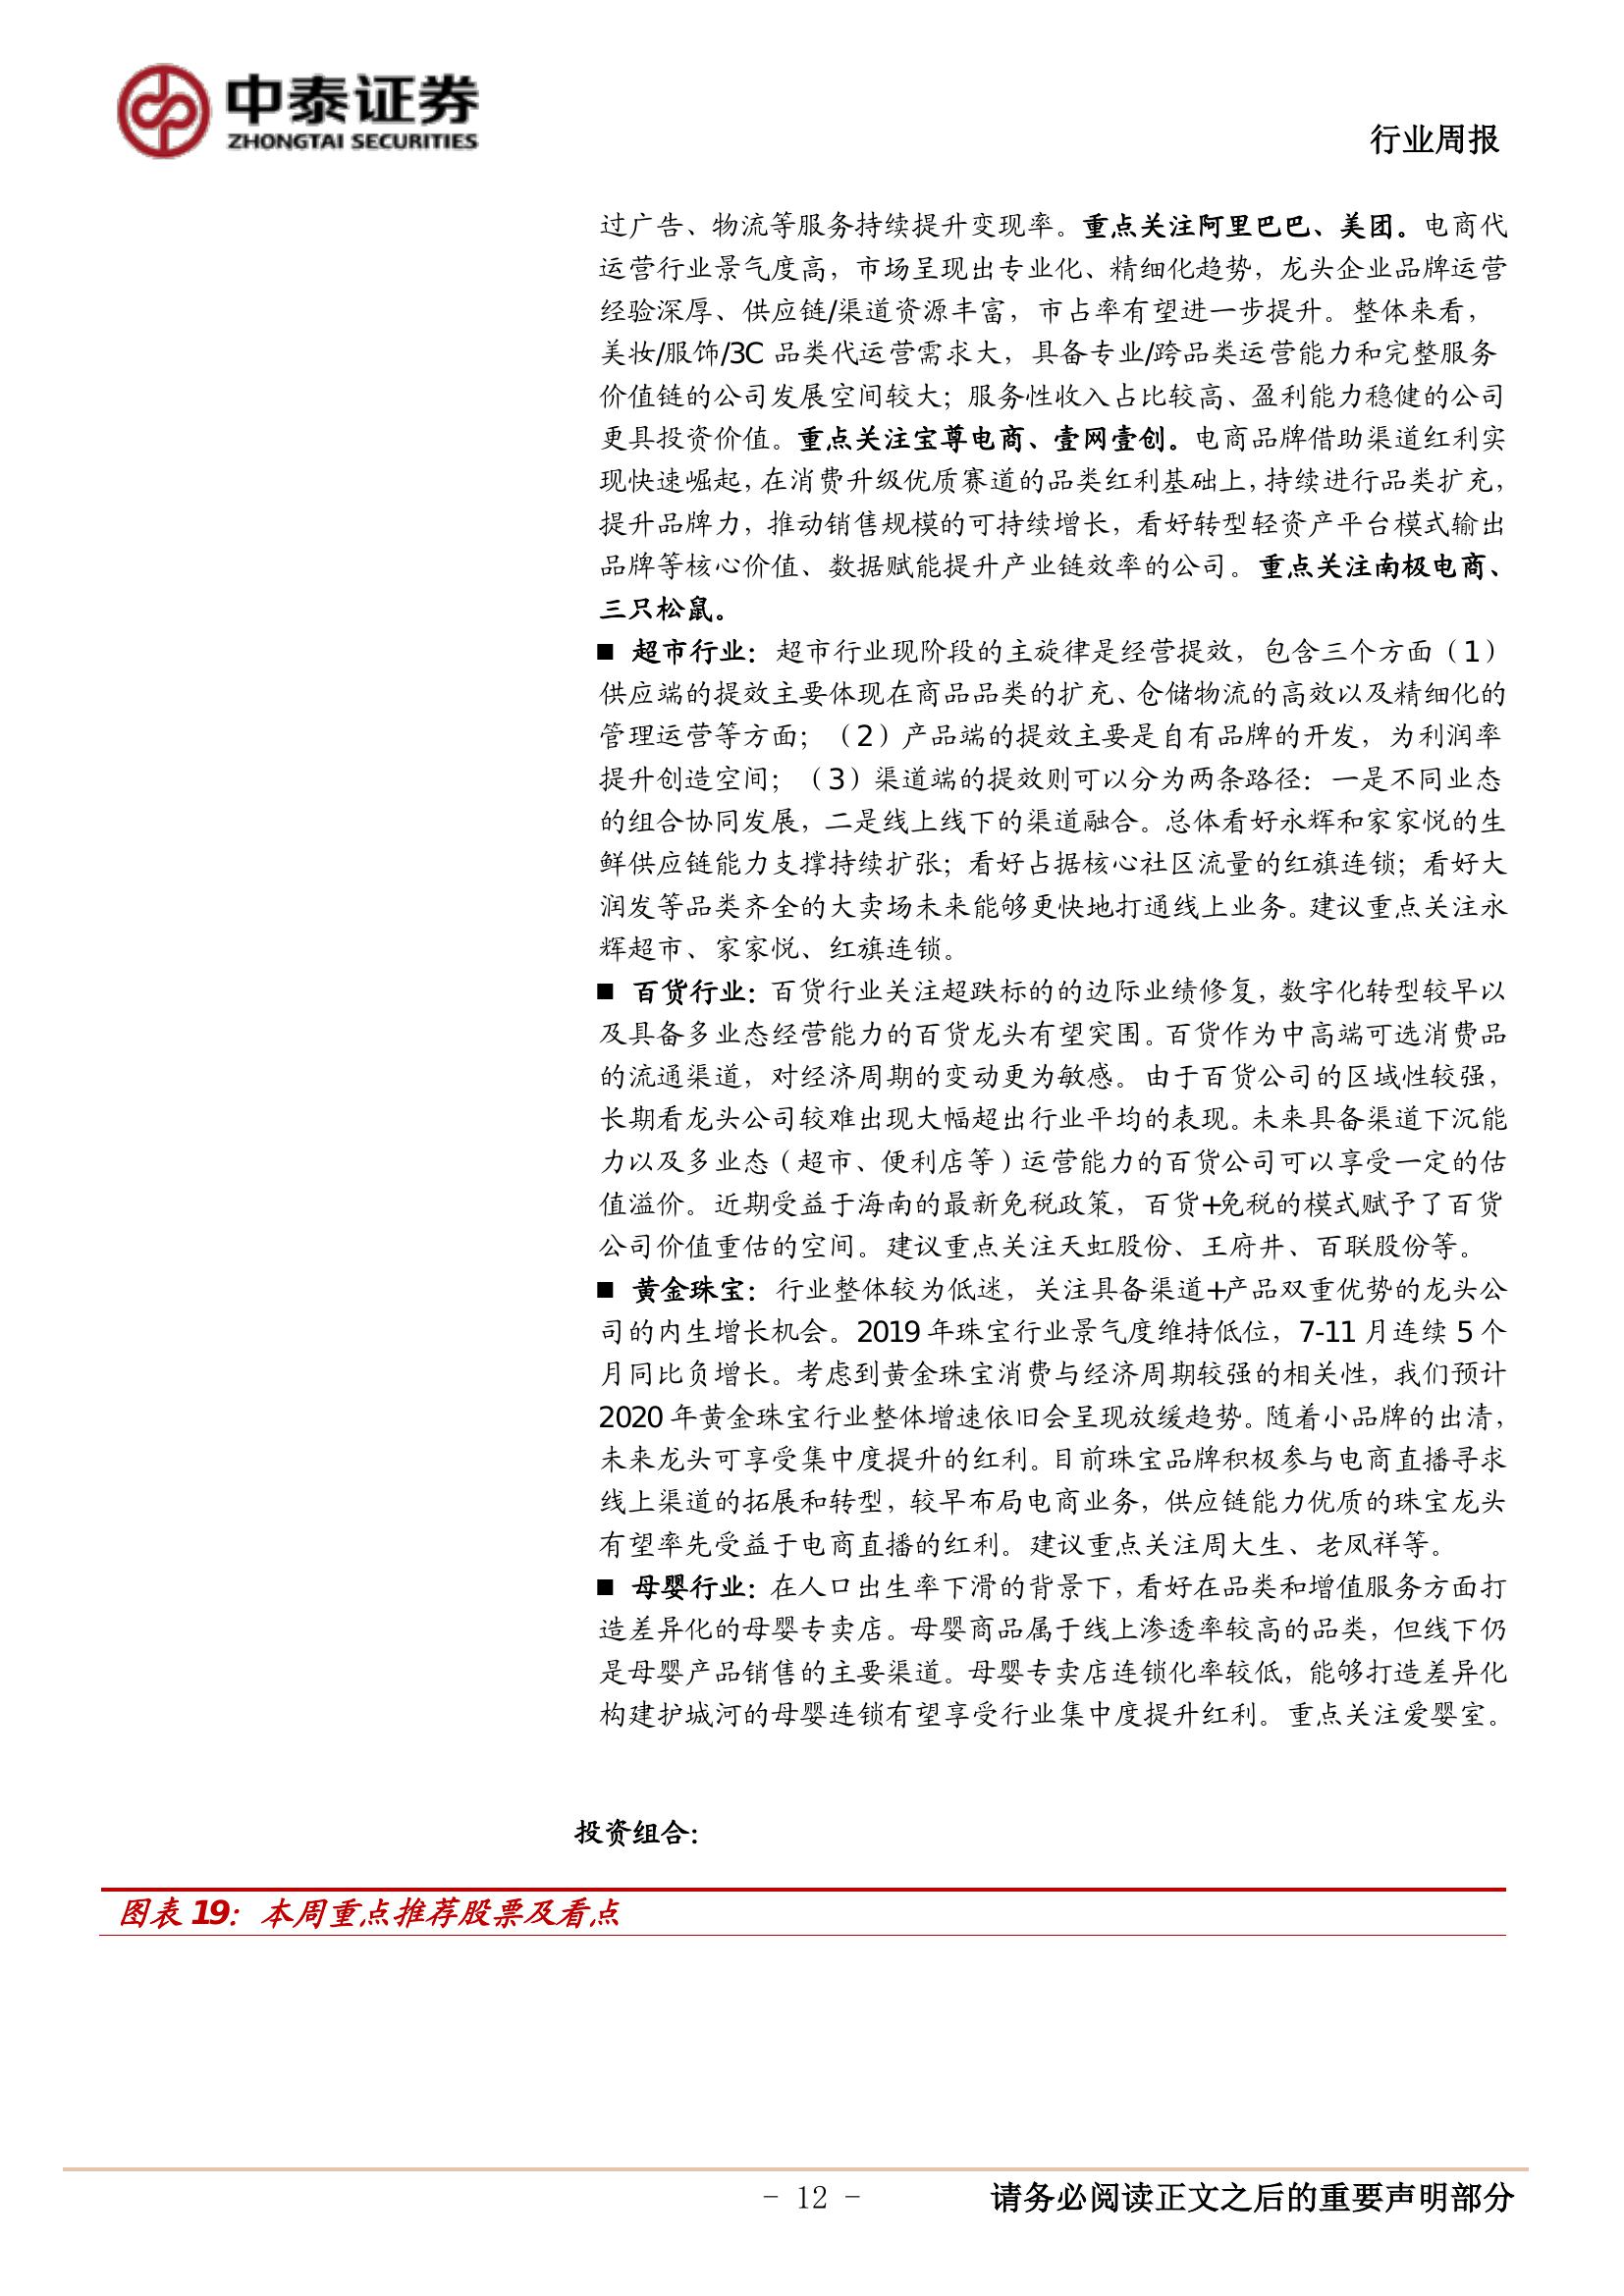 中泰证券
ZHONGTAI SECURITIES
行业周报
过广告、物流等服务持续提升变现率。重点关注阿里巴巴、美团。电商代
运营行业景气度高，市场呈现出专业化、精细化趋势，龙头企业品牌运营
经验深厚、供应链/渠道资源丰富，市占率有望进一步提升。整体来看，
美妆/服饰/3C 品类代运营需求大，具备专业/跨品类运营能力和完整服务
价值链的公司发展空间较大；服务性收入占比较高、盈利能力稳健的公司
更具投资价值。重点关注宝尊电商、壹网壹创。电商品牌借助渠道红利实
现快速崛起，在消费升级优质赛道的品类红利基础上，持续进行品类扩充，
提升品牌力，推动销售规模的可持续增长，看好转型轻资产平台模式输出
品牌等核心价值、数据赋能提升产业链效率的公司。重点关注南极电商、
三只松鼠。
■ 超市行业：超市行业现阶段的主旋律是经营提效，包含三个方面（1）
供应端的提效主要体现在商品品类的扩充、仓储物流的高效以及精细化的
管理运营等方面；（2）产品端的提效主要是自有品牌的开发，为利润率
提升创造空间；（3）渠道端的提效则可以分为两条路径：一是不同业态
的组合协同发展，二是线上线下的渠道融合。总体看好永辉和家家悦的生
鲜供应链能力支撑持续扩张；看好占据核心社区流量的红旗连锁；看好大
润发等品类齐全的大卖场未来能够更快地打通线上业务。建议重点关注永
辉超市、家家悦、红旗连锁。
■ 百货行业：百货行业关注超跌标的的边际业绩修复，数字化转型较早以
及具备多业态经营能力的百货龙头有望突围。百货作为中高端可选消费品
的流通渠道，对经济周期的变动更为敏感。由于百货公司的区域性较强，
长期看龙头公司较难出现大幅超出行业平均的表现。未来具备渠道下沉能
力以及多业态（超市、便利店等）运营能力的百货公司可以享受一定的估
值溢价。近期受益于海南的最新免税政策，百货+免税的模式赋予了百货
公司价值重估的空间。建议重点关注天虹股份、王府井、百联股份等。
■ 黄金珠宝：行业整体较为低迷，关注具备渠道+产品双重优势的龙头公
司的内生增长机会。2019 年珠宝行业景气度维持低位，7-11 月连续 5 个
月同比负增长。考虑到黄金珠宝消费与经济周期较强的相关性，我们预计
2020 年黄金珠宝行业整体增速依旧会呈现放缓趋势。随着小品牌的出清，
未来龙头可享受集中度提升的红利。目前珠宝品牌积极参与电商直播寻求
线上渠道的拓展和转型，较早布局电商业务，供应链能力优质的珠宝龙头
有望率先受益于电商直播的红利。建议重点关注周大生、老凤祥等。
■ 母婴行业：在人口出生率下滑的背景下，看好在品类和增值服务方面打
造差异化的母婴专卖店。母婴商品属于线上渗透率较高的品类，但线下仍
是母婴产品销售的主要渠道。母婴专卖店连锁化率较低，能够打造差异化
构建护城河的母婴连锁有望享受行业集中度提升红利。重点关注爱婴室。
投资组合：
图表 19：本周重点推荐股票及看点
- 12 -
请务必阅读正文之后的重要声明部分